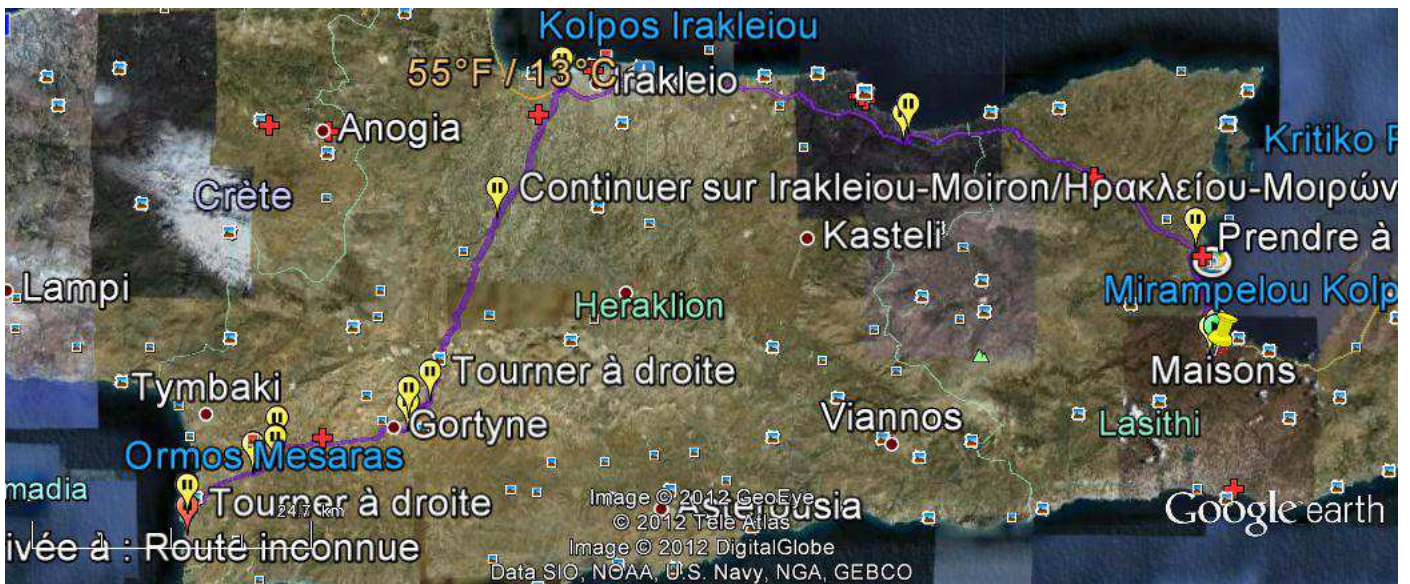 Kolpos Irakleiou
55°F / 13°C
Irakleio
Anogia
Kritiko
Crète
Continuer sur Irakleiou-Moiron/Ηρακλείου-Μοιρών
Kasteli
Prendre à
Lampi
Heraklion
Mirampelou Kolp
Tourner à droite
Maisons
Tymbaki
Gortyne
Viannos
Lasithi
Ormos Mesaras
madia
Tourner à droite
24.7 km
Image © 2012 GeoEye
Asterousia
© 2012 Tele Atlas
Google earth
ivée à : Route inconnue
Image © 2012 DigitalGlobe
Data SIO, NOAA, U.S. Navy, NGA, GEBCO